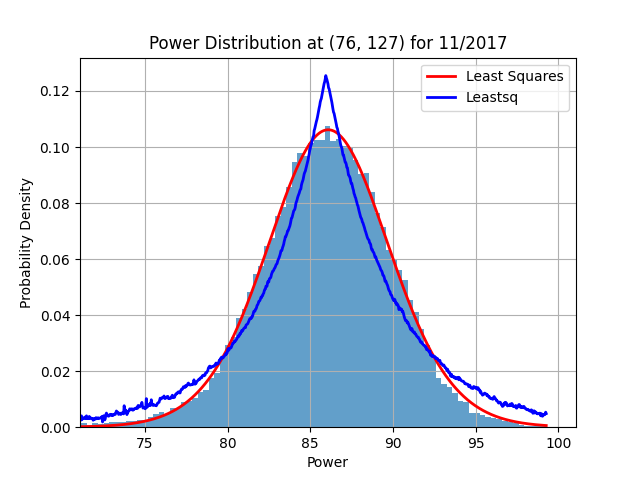 Power Distribution at (76, 127) for 11/2017
Least Squares
Leastsq
0.12
0.10
0.08
0.06
0.04
0.02
0.00
Probability Density
75 80 85 90 95 100
Power